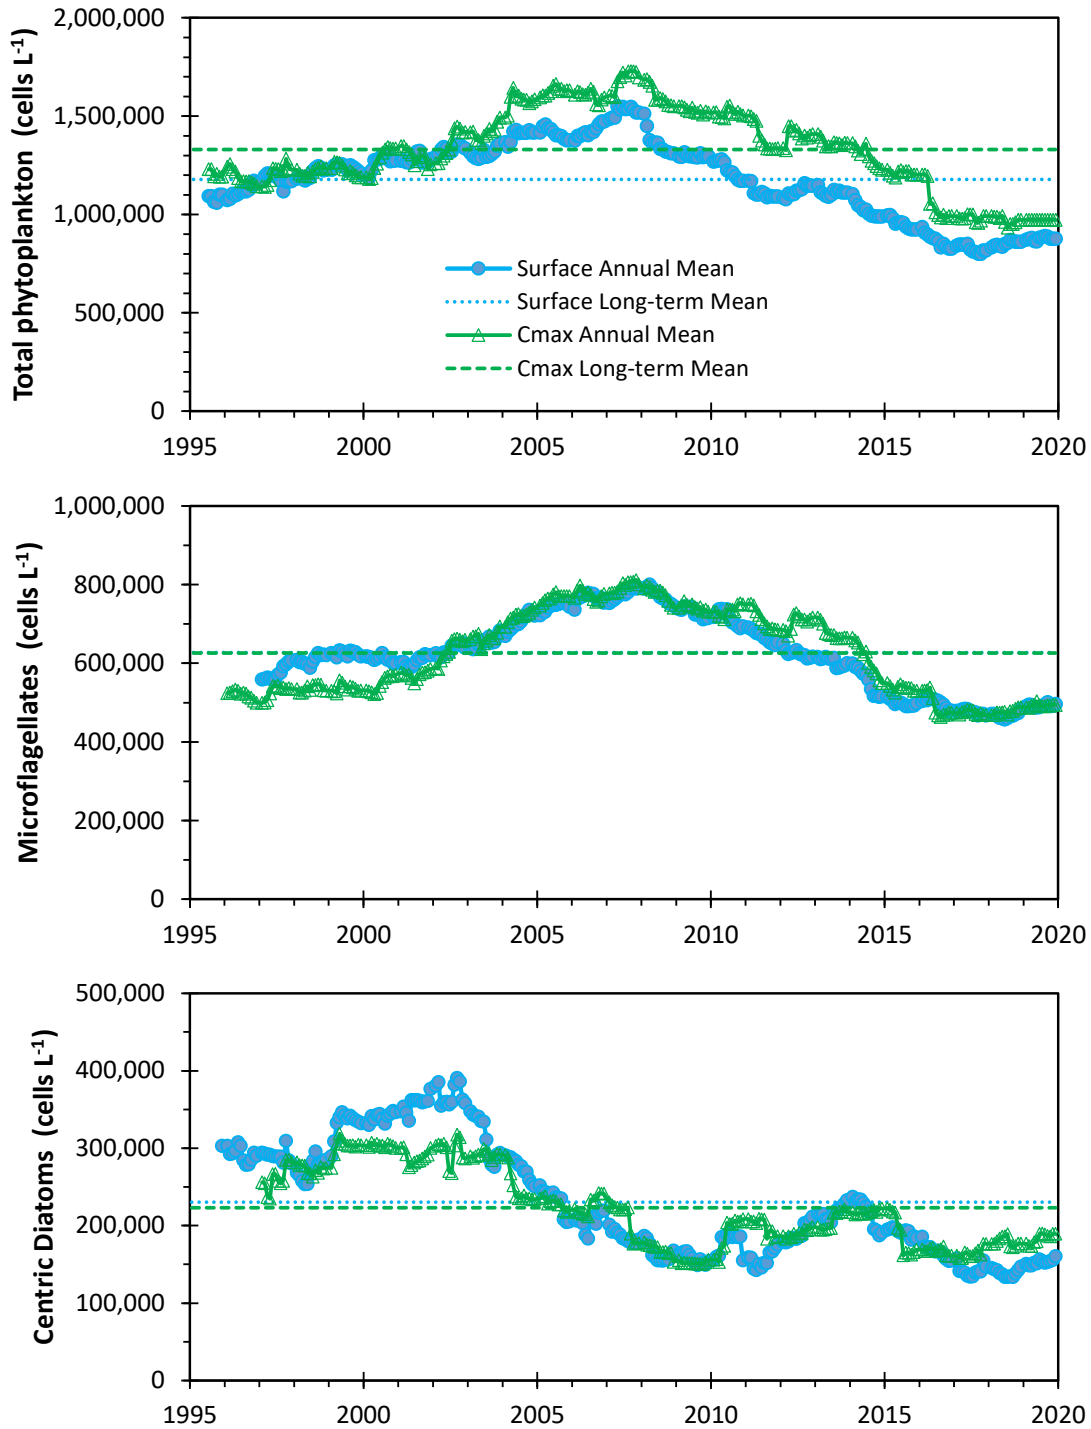 Total phytoplankton (cells L-1)
2,000,000
1,500,000
1,000,000
500,000
0
Surface Annual Mean
Surface Long-term Mean
Cmax Annual Mean
Cmax Long-term Mean
1995 2000 2005 2010 2015 2020
Microflagellates (cells L-1)
1,000,000
800,000
600,000
400,000
200,000
0
1995 2000 2005 2010 2015 2020
Centric Diatoms (cells L-1)
500,000
400,000
300,000
200,000
100,000
0
1995 2000 2005 2010 2015 2020